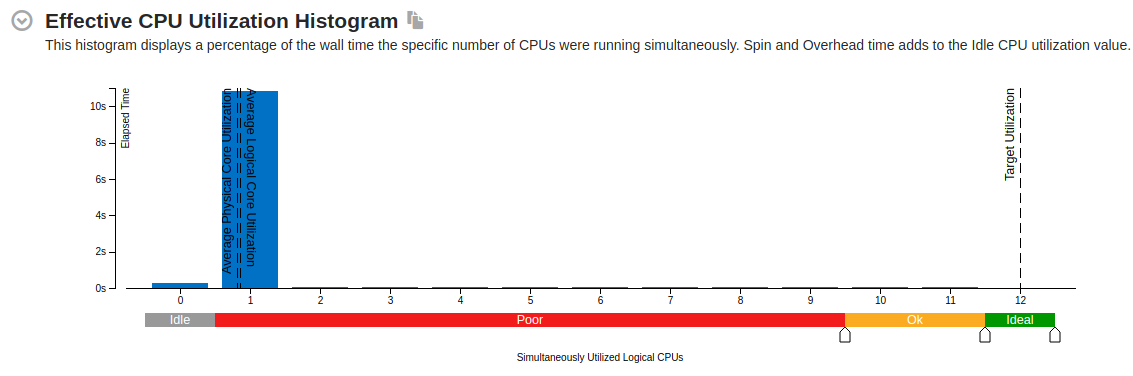 Effective CPU Utilization Histogram
This histogram displays a percentage of the wall time the specific number of CPUs were running simultaneously. Spin and Overhead time adds to the Idle CPU utilization value.
Elapsed Time
10s
8s
6s
4s
2s
0s
Average Physical Core Utilization
Average Logical Core Utilization
Target Utilization
0 1 2 3 4 5 6 7 8 9 10 11 12
Idle Poor Ok Ideal
Simultaneously Utilized Logical CPUs